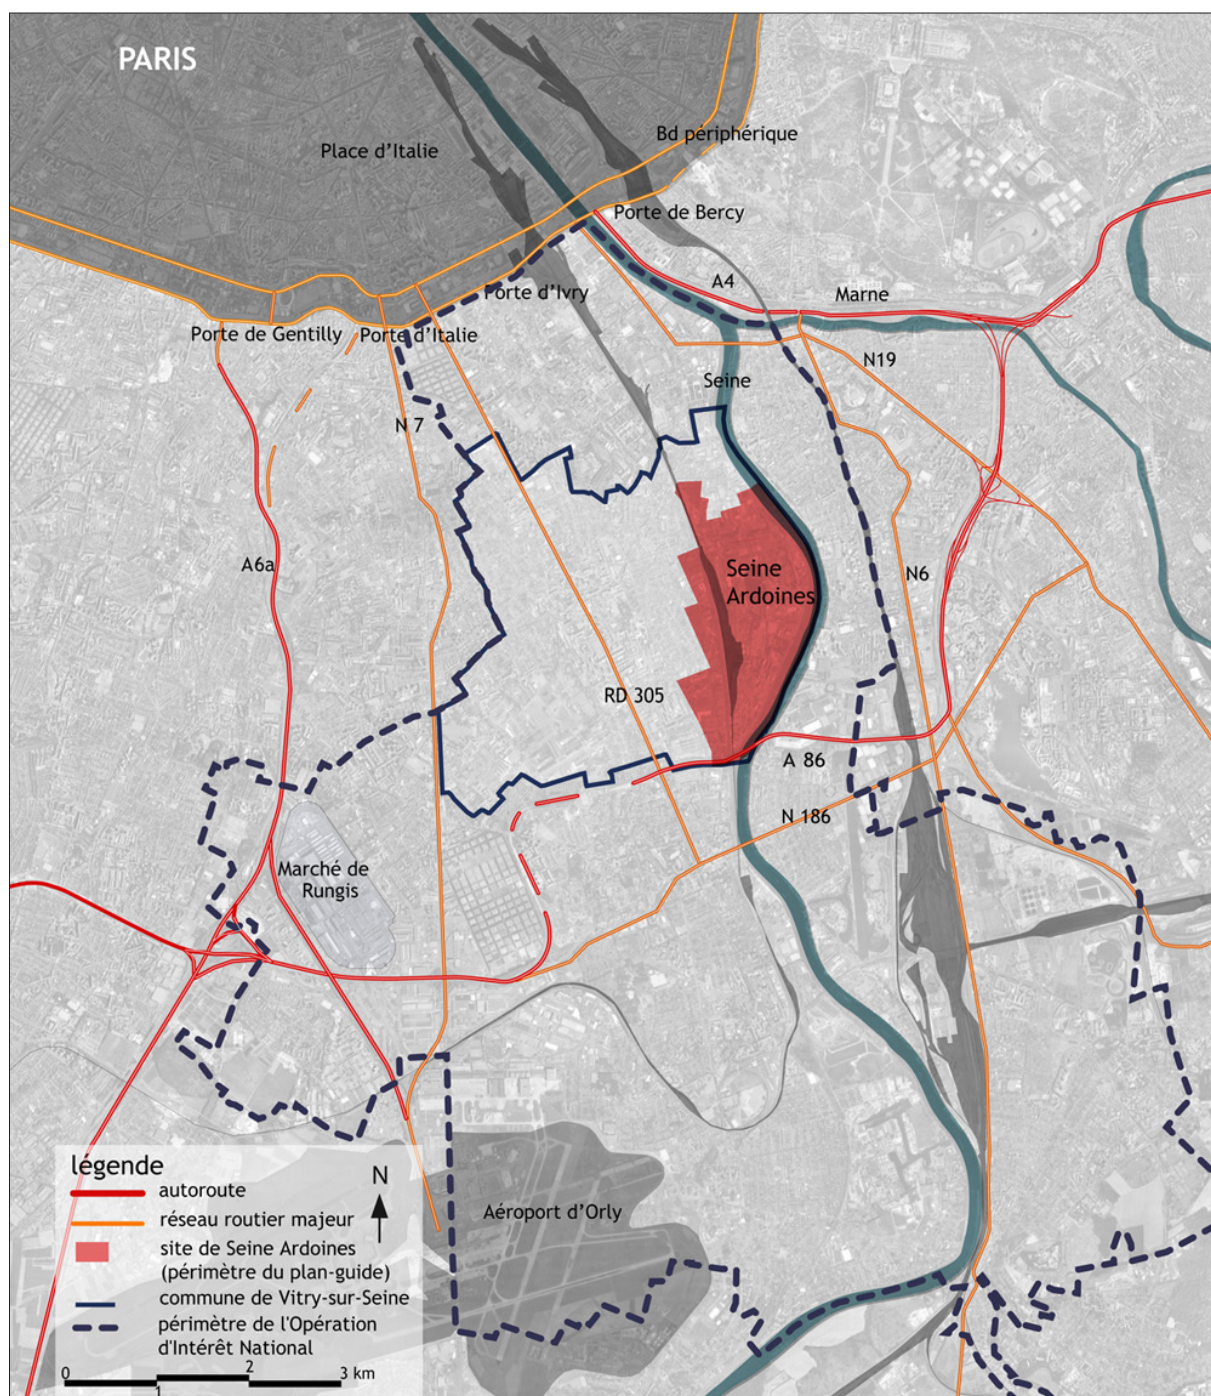 PARIS
Bd périphérique
Place d'Italie
Porte de Bercy
A4
Porte d'Ivry
Marne
Porte de Gentilly
Porte d'Italie
N19
Seine
N 7
A6a
Seine
Ardoines
N6
RD 305
A 86
N 186
Marché de
Rungis
Aéroport d'Orly
légende
N
autoroute
réseau routier majeur
site de Seine Ardoines
(périmètre du plan-guide)
commune de Vitry-sur-Seine
périmètre de l'Opération
d'Intérêt National
0
2
3 km
1